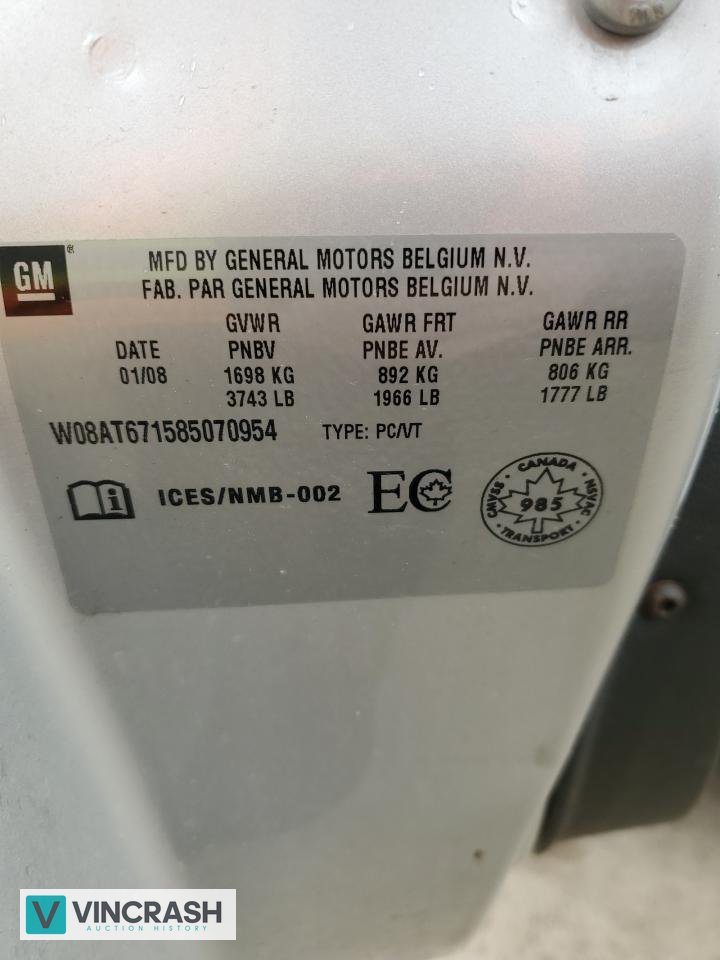 GM ®
MFD BY GENERAL MOTORS BELGIUM N.V.
FAB. PAR GENERAL MOTORS BELGIUM N.V.
GVWR GAWR FRT GAWR RR
DATE PNBV PNBE AV. PNBE ARR.
01/08 1698 KG 892 KG 806 KG
3743 LB 1966 LB 1777 LB
W08AT671585070954 TYPE: PC/VT
i ICES/NMB-002 EC
CANADA
CMVSS 985 NSVAC
TRANSPORT
V VINCRASH
AUCTION HISTORY